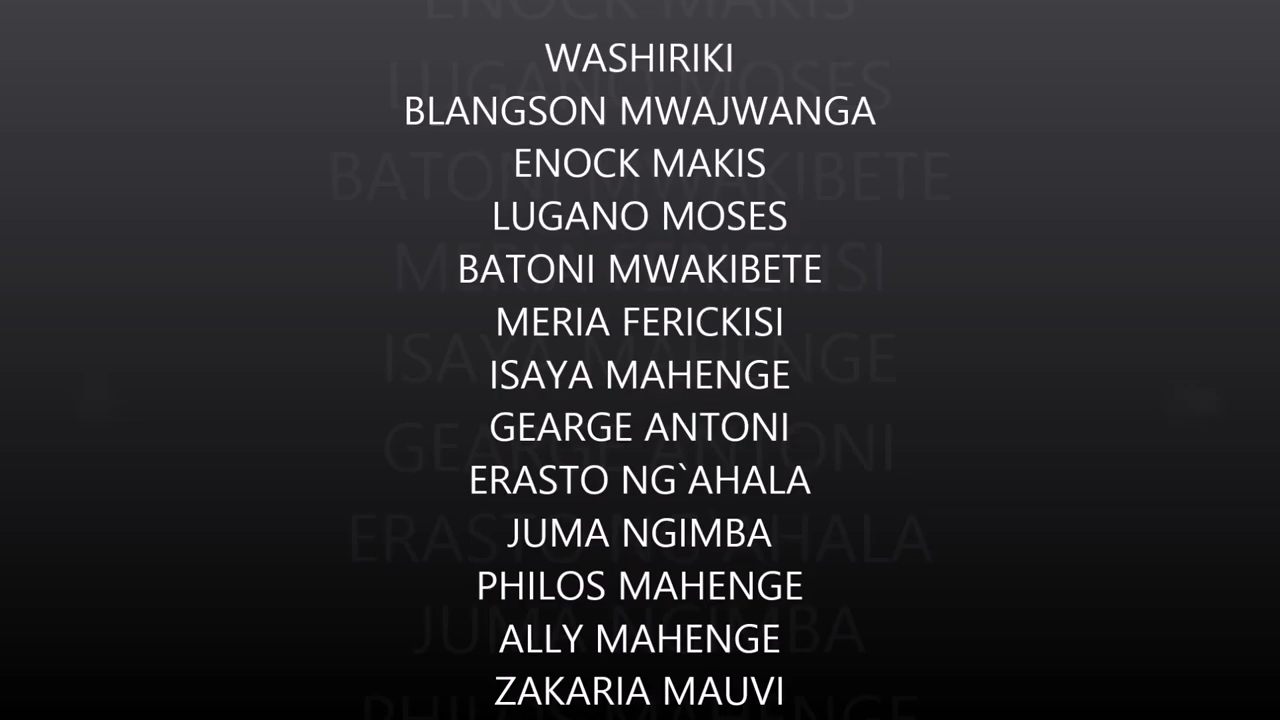 WASHIRIKI
BLANGSON MWAJWANGA
ENOCK MAKIS
LUGANO MOSES
BATONI MWAKIBETE
MERIA FERICKISI
ISAYA MAHENGE
GEARGE ANTONI
ERASTO NG`AHALA
JUMA NGIMBA
PHILOS MAHENGE
ALLY MAHENGE
ZAKARIA MAUVI